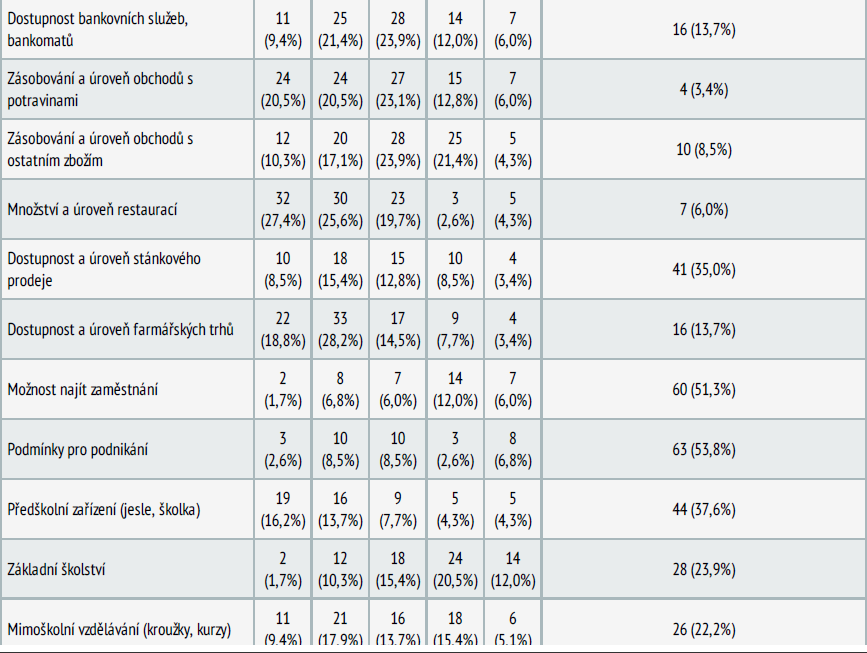 Dostupnost bankovních služeb, bankomatů 11 (9,4%) 25 (21,4%) 28 (23,9%) 14 (12,0%) 7 (6,0%) 16 (13,7%)
Zásobování a úroveň obchodů s potravinami 24 (20,5%) 24 (20,5%) 27 (23,1%) 15 (12,8%) 7 (6,0%) 4 (3,4%)
Zásobování a úroveň obchodů s ostatním zbožím 12 (10,3%) 20 (17,1%) 28 (23,9%) 25 (21,4%) 5 (4,3%) 10 (8,5%)
Množství a úroveň restaurací 32 (27,4%) 30 (25,6%) 23 (19,7%) 3 (2,6%) 5 (4,3%) 7 (6,0%)
Dostupnost a úroveň stánkového prodeje 10 (8,5%) 18 (15,4%) 15 (12,8%) 10 (8,5%) 4 (3,4%) 41 (35,0%)
Dostupnost a úroveň farmářských trhů 22 (18,8%) 33 (28,2%) 17 (14,5%) 9 (7,7%) 4 (3,4%) 16 (13,7%)
Možnost najít zaměstnání 2 (1,7%) 8 (6,8%) 7 (6,0%) 14 (12,0%) 7 (6,0%) 60 (51,3%)
Podmínky pro podnikání 3 (2,6%) 10 (8,5%) 10 (8,5%) 3 (2,6%) 8 (6,8%) 63 (53,8%)
Předškolní zařízení (jesle, školka) 19 (16,2%) 16 (13,7%) 9 (7,7%) 5 (4,3%) 5 (4,3%) 44 (37,6%)
Základní školství 2 (1,7%) 12 (10,3%) 18 (15,4%) 24 (20,5%) 14 (12,0%) 28 (23,9%)
Mimoškolní vzdělávání (kroužky, kurzy) 11 (9,4%) 21 (17,9%) 16 (13,7%) 18 (15,4%) 6 (5,1%) 26 (22,2%)